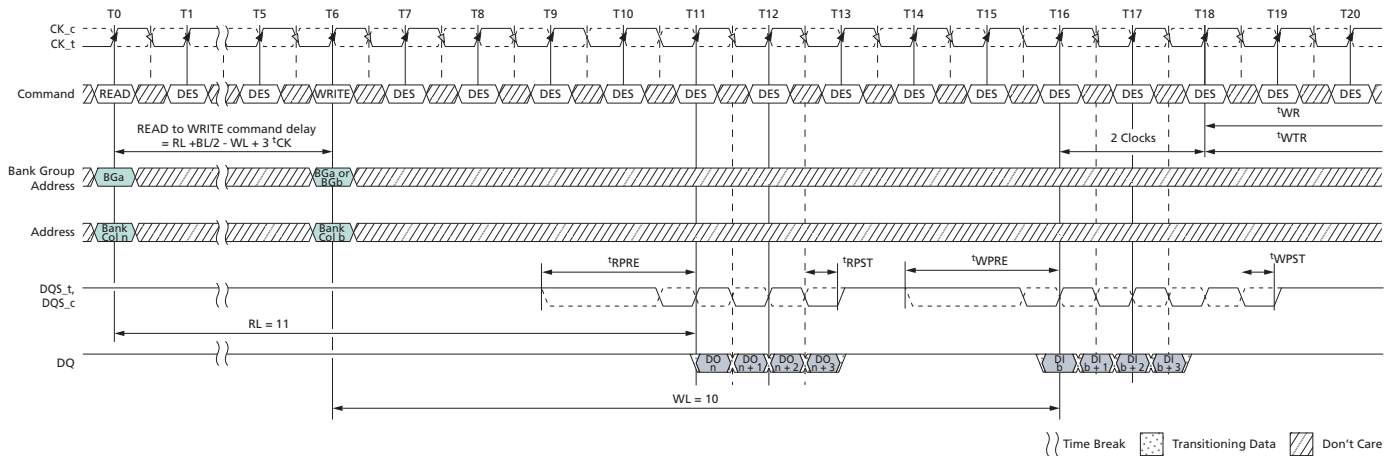 T0 T1 T5 T6 T7 T8 T9 T10 T11 T12 T13 T14 T15 T16 T17 T18 T19 T20
CK_c
CK_t
Command READ DES DES WRITE DES DES DES DES DES DES DES DES DES DES DES DES DES DES
tWR
READ to WRITE command delay
= RL +BL/2 - WL + 3 tCK
2 Clocks
tWTR
Bank Group
Address
BGa
BGa or
BGb
Address
Bank
Col n
Bank
Col b
tRPRE tRPST tWPRE tWPST
DQS_t,
DQS_c
RL = 11
DQ
DO
n
DO
n + 1
DO
n + 2
DO
n + 3
DI
b
DI
b + 1
DI
b + 2
DI
b + 3
WL = 10
Time Break Transitioning Data Don't Care